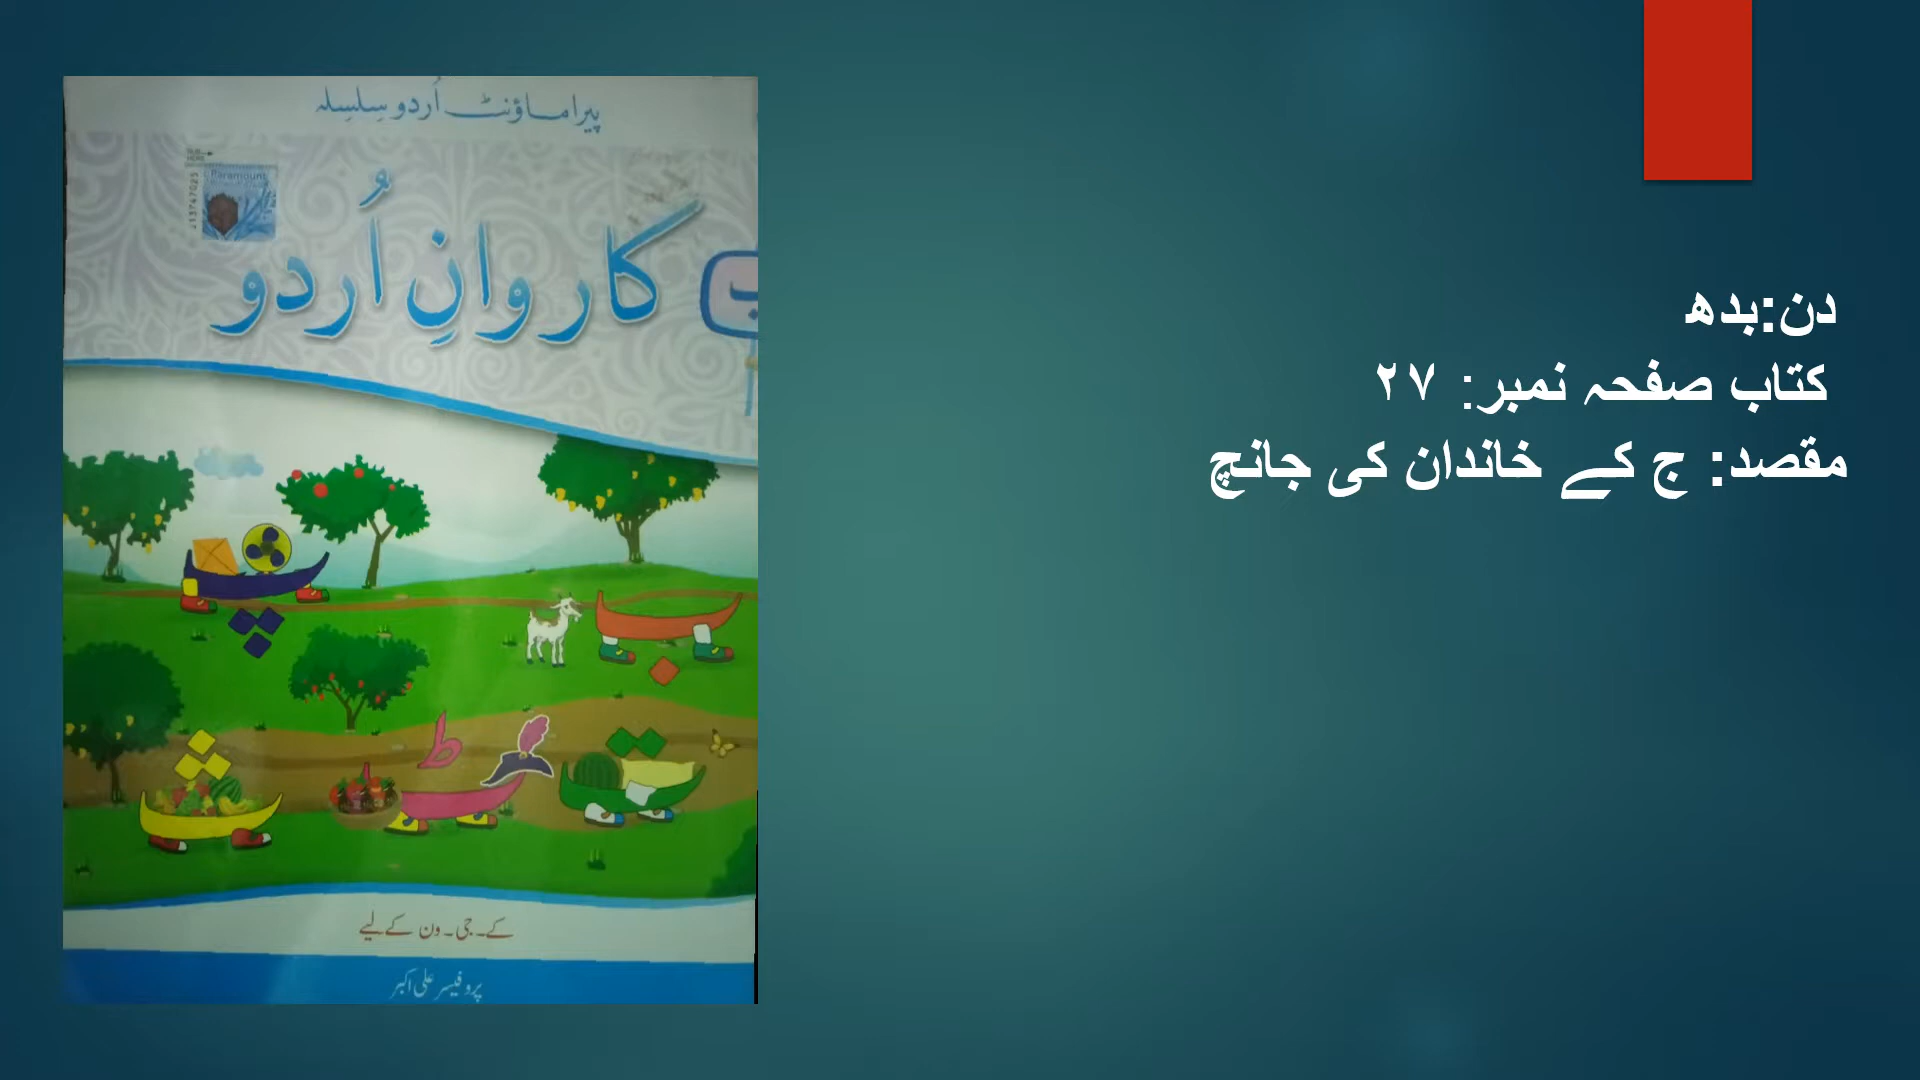 پیراماؤنٹ اُردو سِلسِلہ
Paramount
کاروانِ اُردو
پ
ب
ث
ٹ
ت
کے۔جی۔ون کے لیے
پروفیسر علی اکبر
دن:بدھ
کتاب صفحہ نمبر: ۲۷
مقصد: ج کے خاندان کی جانچ